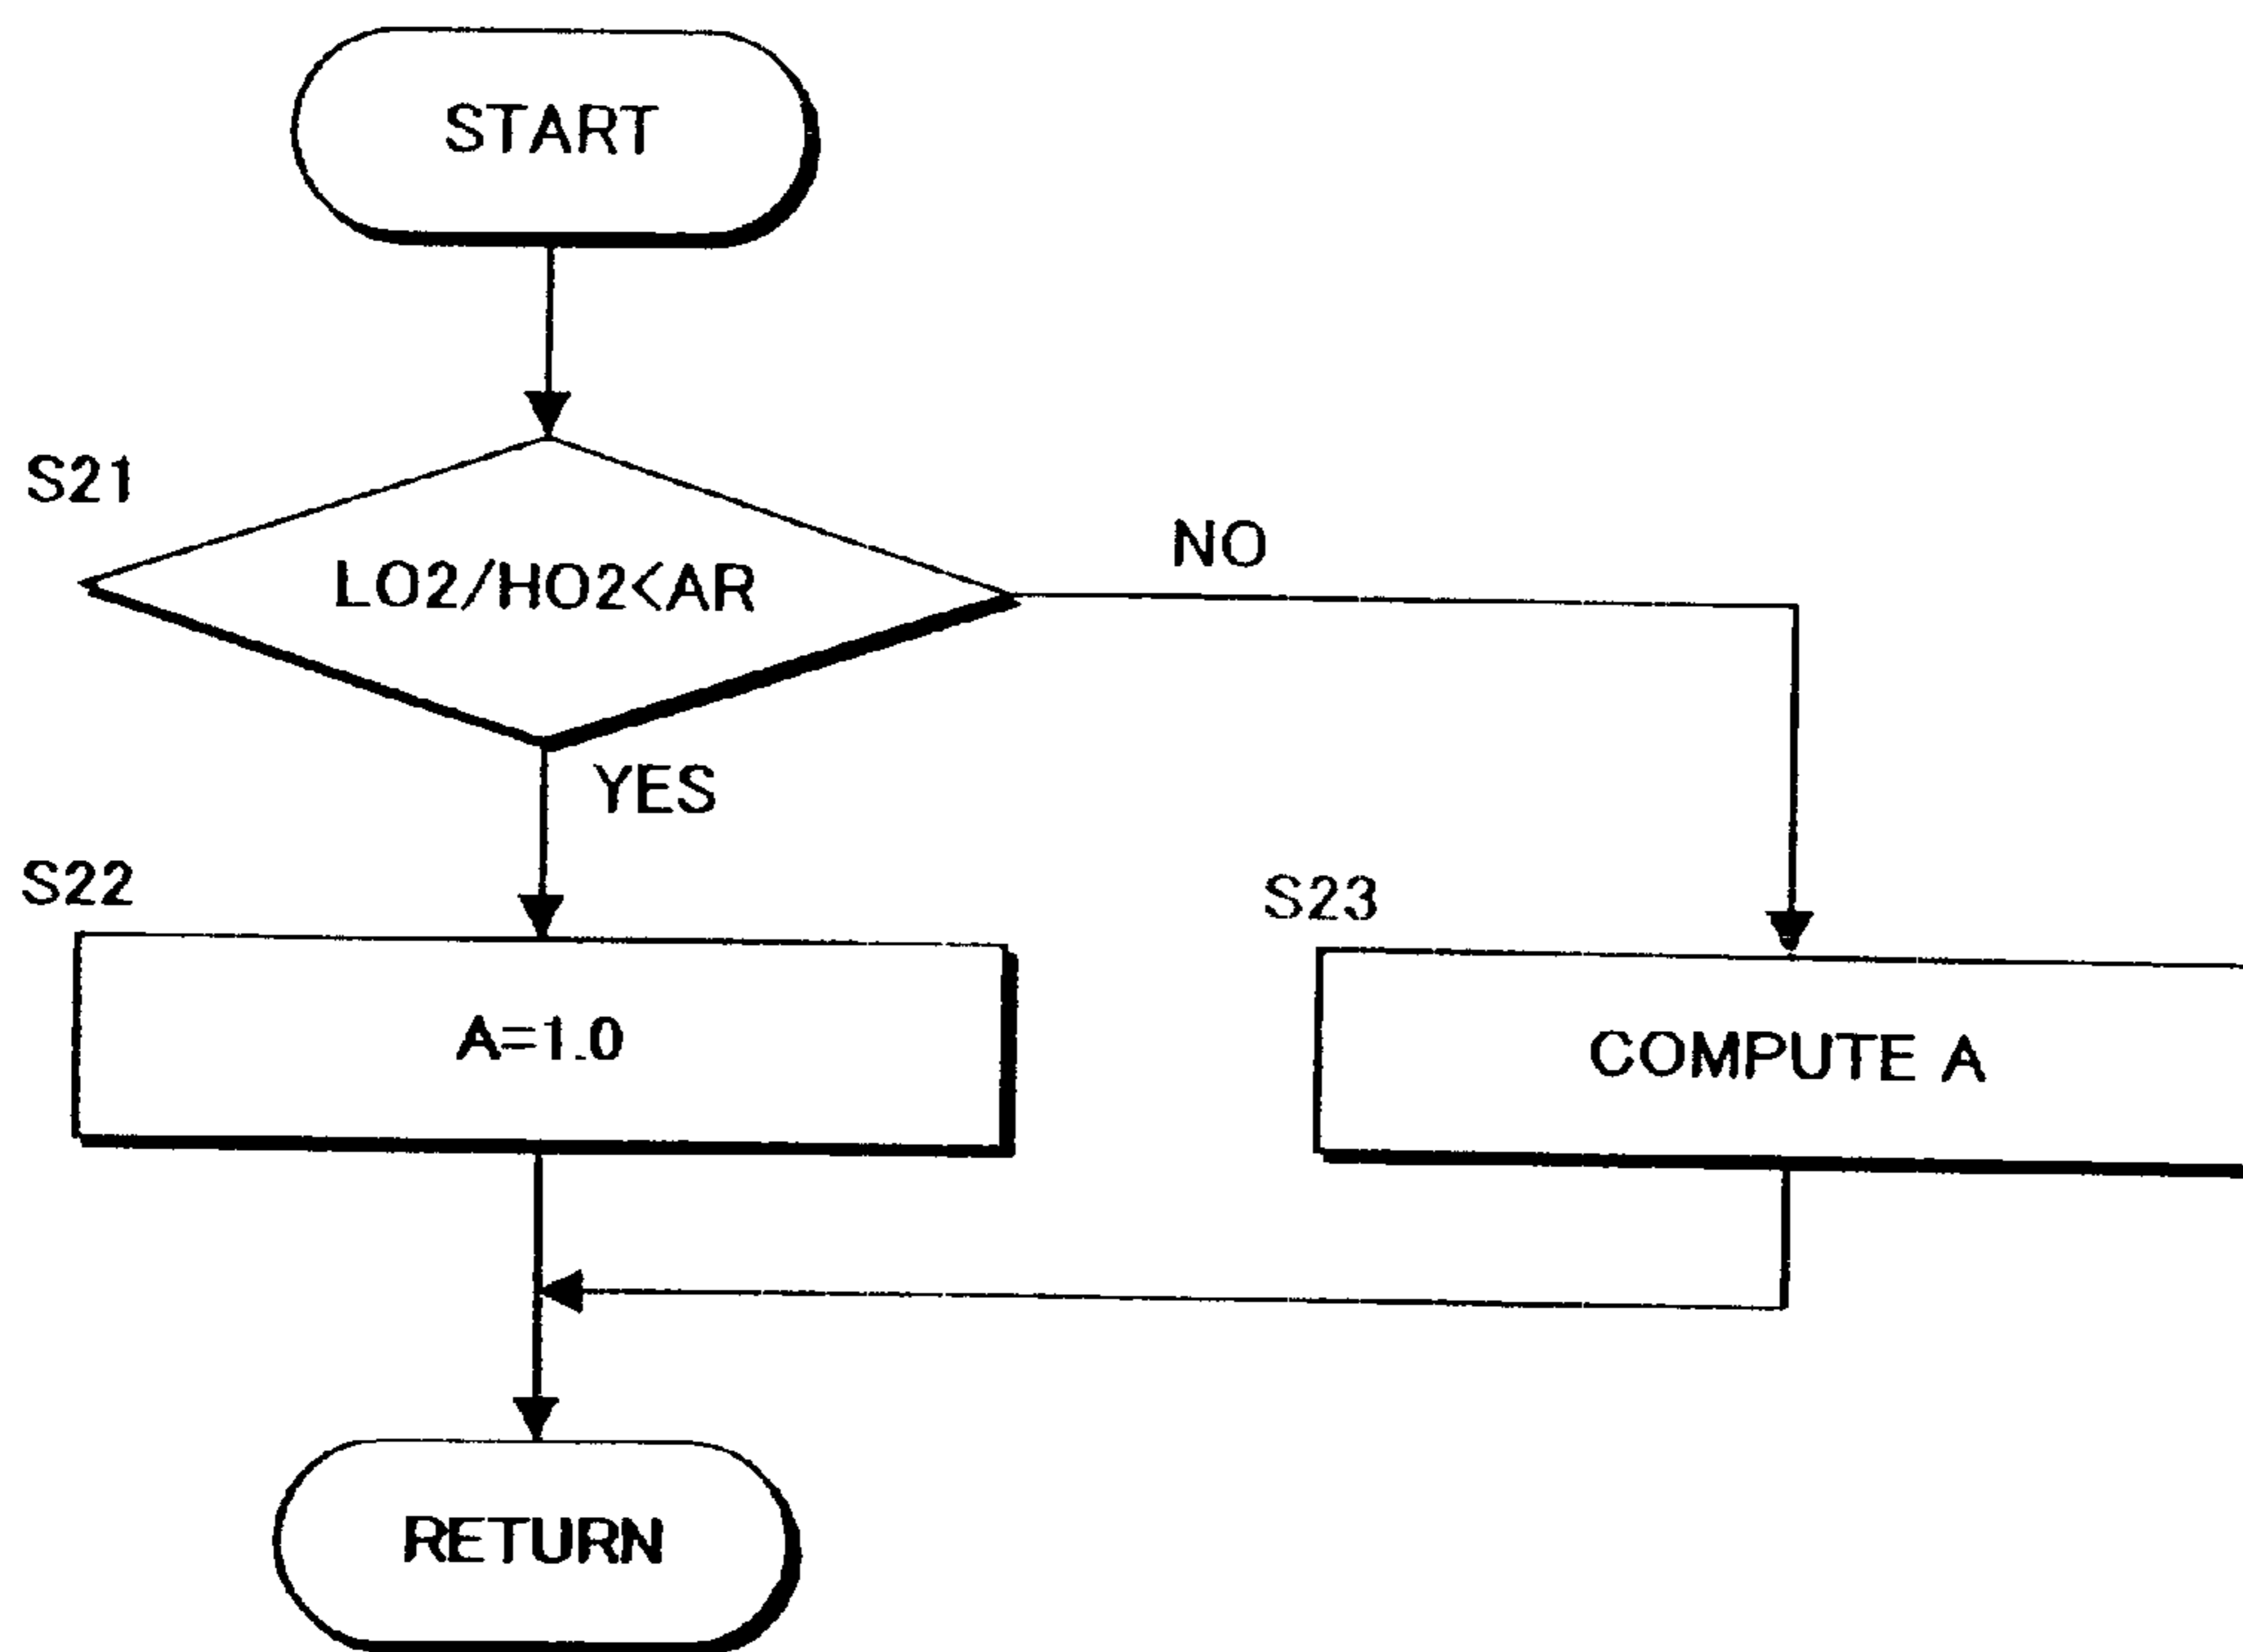 START
S21
LO2/HO2<AR
NO
YES
S22
S23
A=1.0
COMPUTE A
RETURN